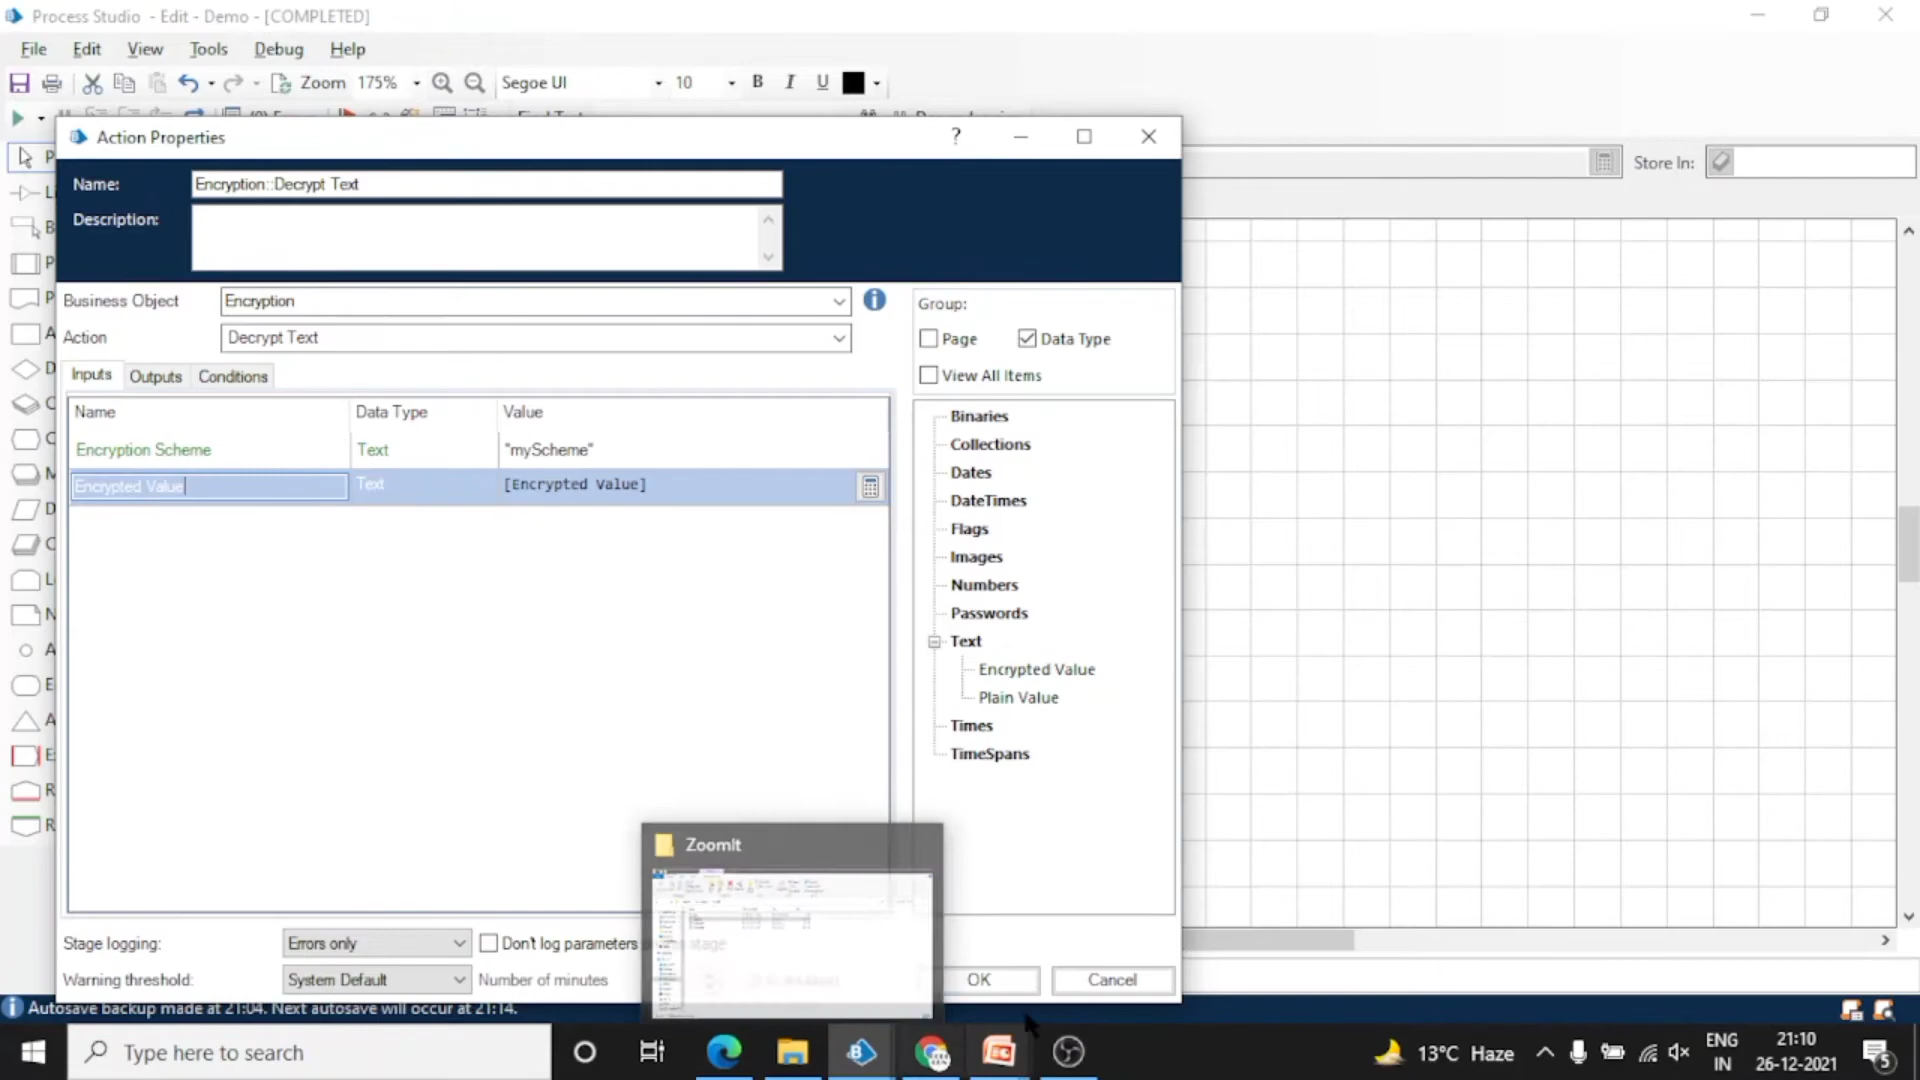 Process Studio - Edit - Demo - [COMPLETED]
File Edit View Tools Debug Help
Zoom 175% Segoe UI 10 B I U
Action Properties ?
Name: Encryption::Decrypt Text
Description:
Store In:
Business Object Encryption
Action Decrypt Text
Group:
Page Data Type
View All Items
Inputs Outputs Conditions
Name Data Type Value
Encryption Scheme Text "myScheme"
Encrypted Value Text [Encrypted Value]
Binaries
Collections
Dates
DateTimes
Flags
Images
Numbers
Passwords
Text
Encrypted Value
Plain Value
Times
TimeSpans
ZoomIt
Stage logging: Errors only Don't log parameters stage
Warning threshold: System Default Number of minutes
OK Cancel
Autosave backup made at 21:04. Next autosave will occur at 21:14.
Type here to search
13°C Haze
ENG
IN
21:10
26-12-2021
5